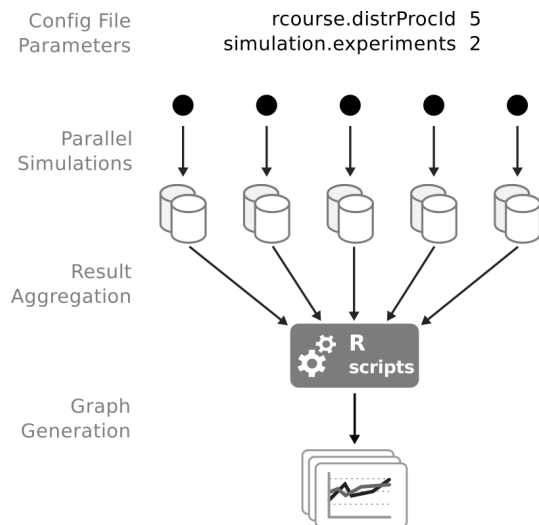 Config File
Parameters
rcourse.distrProcId 5
simulation.experiments 2
Parallel
Simulations
Result
Aggregation
R
scripts
Graph
Generation